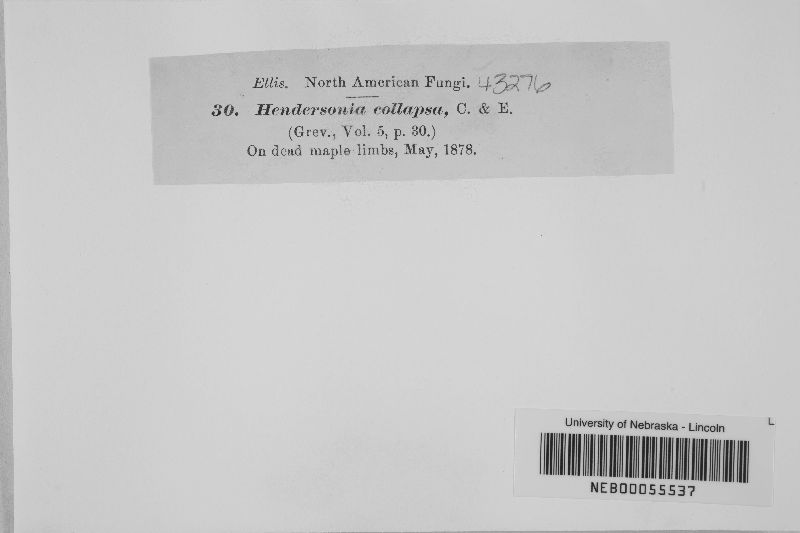 Ellis. North American Fungi. 43276
30. Hendersonia collapsa, C. & E.
(Grev., Vol. 5, p. 30.)
On dead maple limbs, May, 1878.
University of Nebraska - Lincoln
L
NEB00055537